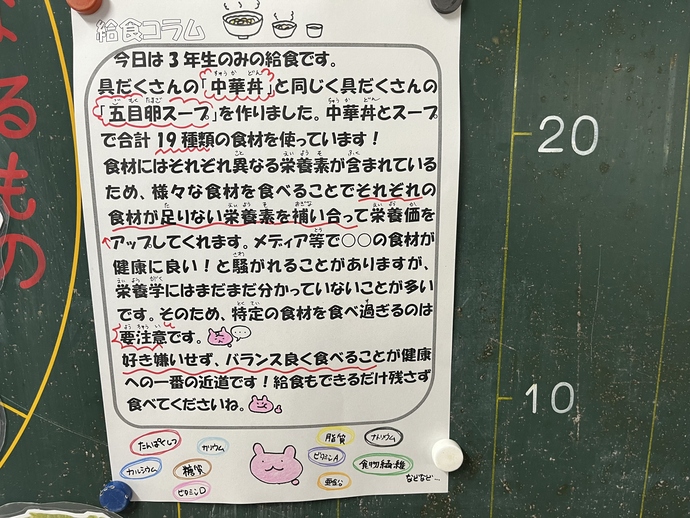 給食コラム
今日は3年生のみの給食です。
具だくさんの「中華丼」と同じく具だくさんの
「五目卵スープ」を作りました。中華丼とスープ
で合計19種類の食材を使っています！
食材にはそれぞれ異なる栄養素が含まれている
ため、様々な食材を食べることでそれぞれの
食材が足りない栄養素を補い合って栄養価を
↑アップしてくれます。メディア等で〇〇の食材が
健康に良い！と騒がれることがありますが、
栄養学にはまだまだ分かっていないことが多い
です。そのため、特定の食材を食べ過ぎるのは
要注意です。
好き嫌いせず、バランス良く食べることが健康
への一番の近道です！給食もできるだけ残さず
食べてくださいね。
たんぱくしつ
カリウム
カルシウム
糖質
ビタミンD
脂質
ナトリウム
ビタミンA
食物繊維
亜鉛
などなど…
るもの
20
10